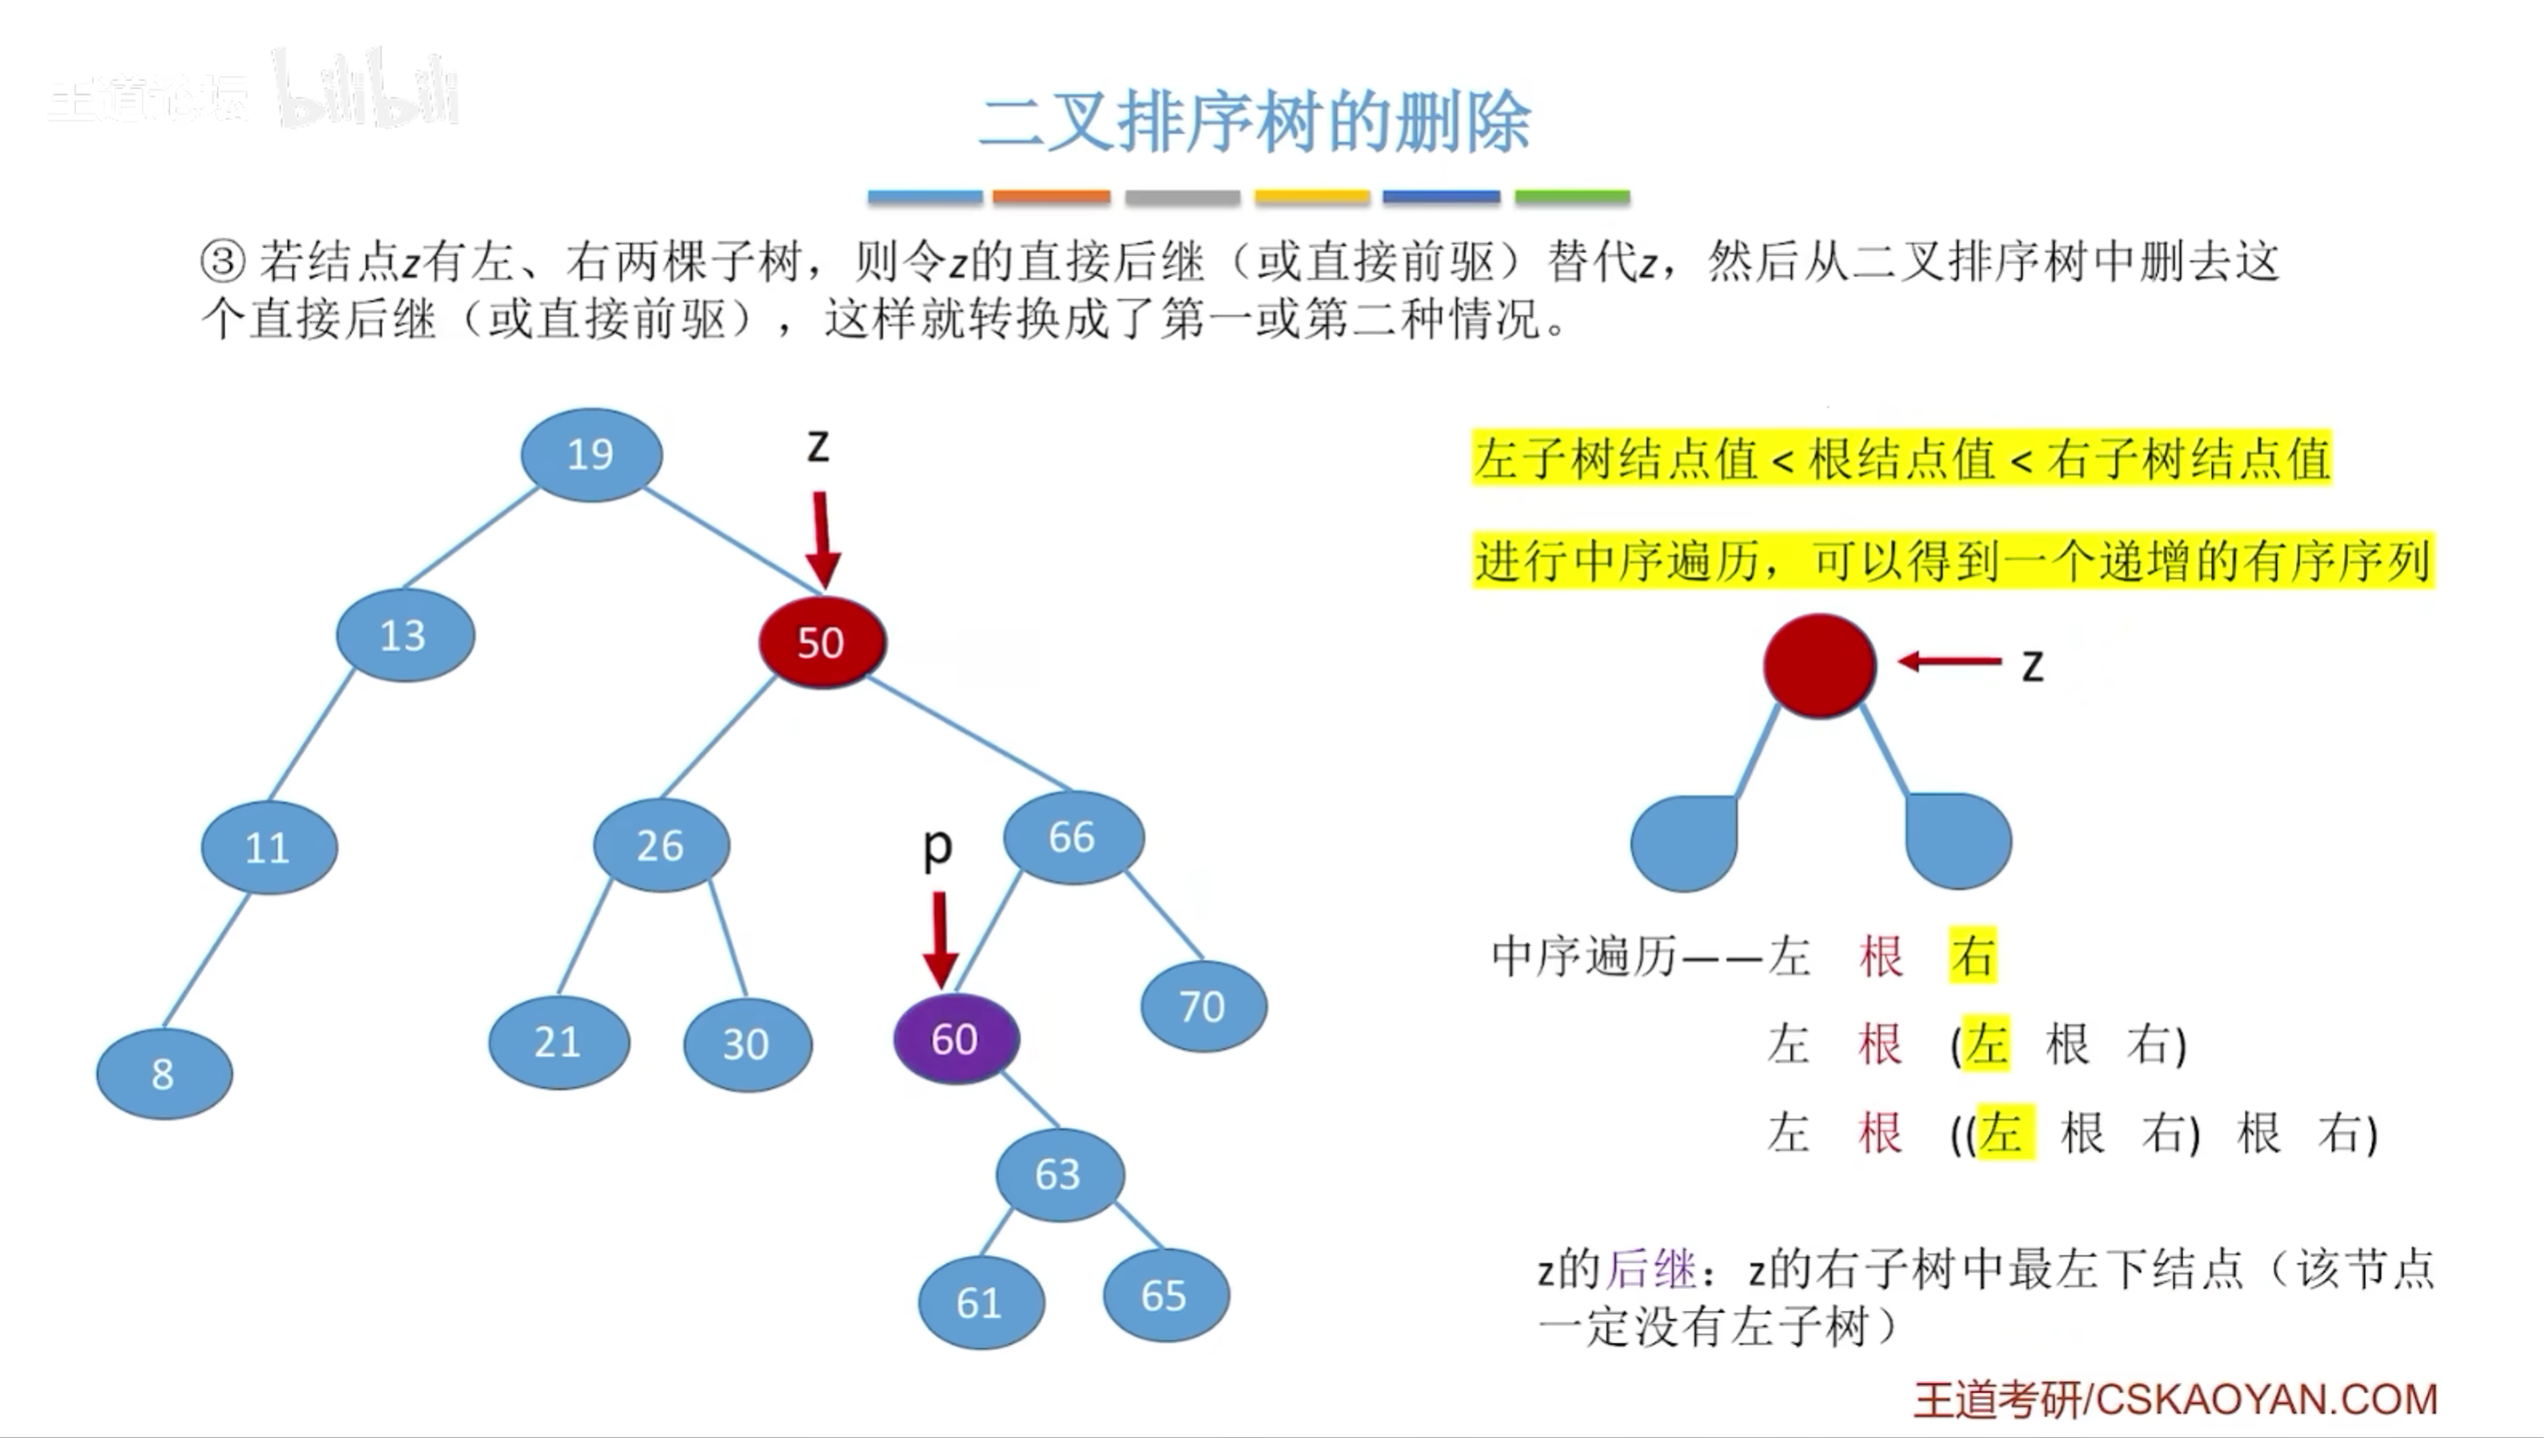 王道论坛 bilibili
二叉排序树的删除
③ 若结点z有左、右两棵子树，则令z的直接后继（或直接前驱）替代z，然后从二叉排序树中删去这
个直接后继（或直接前驱），这样就转换成了第一或第二种情况。
19
z
13
50
11
26
p
66
8
21
30
60
70
63
61
65
左子树结点值 < 根结点值 < 右子树结点值
进行中序遍历，可以得到一个递增的有序序列
z
中序遍历——左 根 右
左 根 (左 根 右)
左 根 ((左 根 右) 根 右)
z的后继：z的右子树中最左下结点（该节点
一定没有左子树）
王道考研/CSKAOYAN.COM